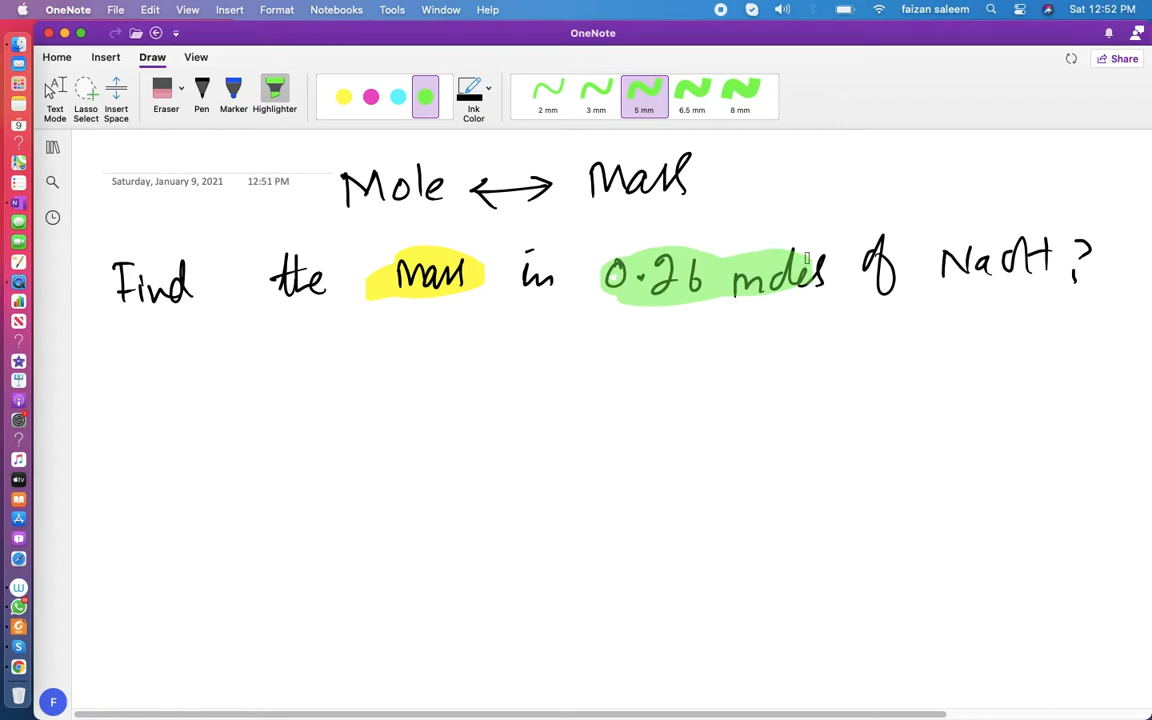 OneNote File Edit View Insert Format Notebooks Tools Window Help faizan saleem Sat 12:52 PM
OneNote
Home Insert Draw View Share
Text Mode Lasso Select Insert Space Eraser Pen Marker Highlighter Ink Color 2 mm 3 mm 5 mm 6.5 mm 8 mm
Saturday, January 9, 2021 12:51 PM
Mole ↔ Mass
Find the Mass in 0.26 moles of NaOH?
F